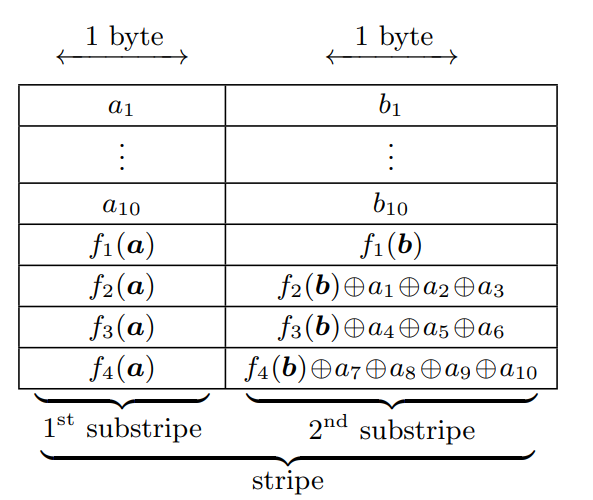 1 byte 1 byte
a₁ b₁
⋮ ⋮
a₁₀ b₁₀
f₁(𝒂) f₁(𝒃)
f₂(𝒂) f₂(𝒃)⊕a₁⊕a₂⊕a₃
f₃(𝒂) f₃(𝒃)⊕a₄⊕a₅⊕a₆
f₄(𝒂) f₄(𝒃)⊕a₇⊕a₈⊕a₉⊕a₁₀
1ˢᵗ substripe 2ⁿᵈ substripe
stripe